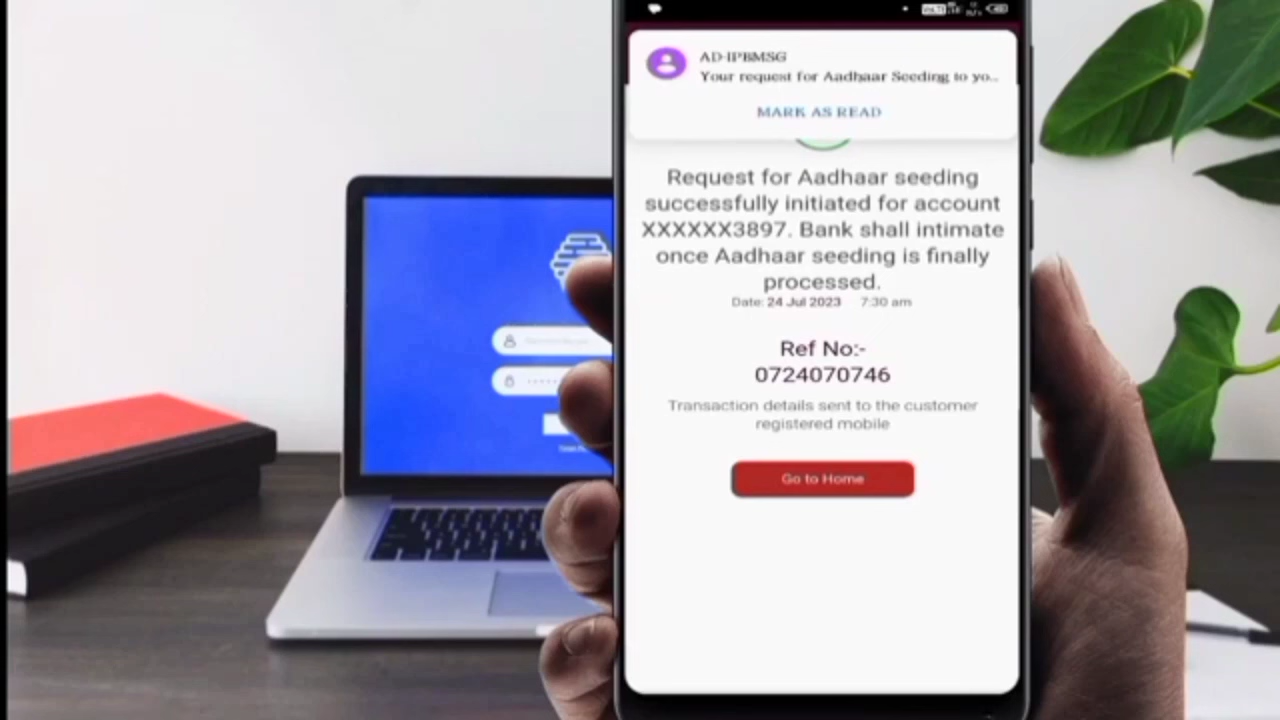 AD-IPBMSG
Your request for Aadhaar Seeding to yo..
MARK AS READ
Request for Aadhaar seeding
successfully initiated for account
XXXXXX3897. Bank shall intimate
once Aadhaar seeding is finally
processed.
Date: 24 Jul 2023 7:30 am
Ref No:-
0724070746
Transaction details sent to the customer
registered mobile
Go to Home